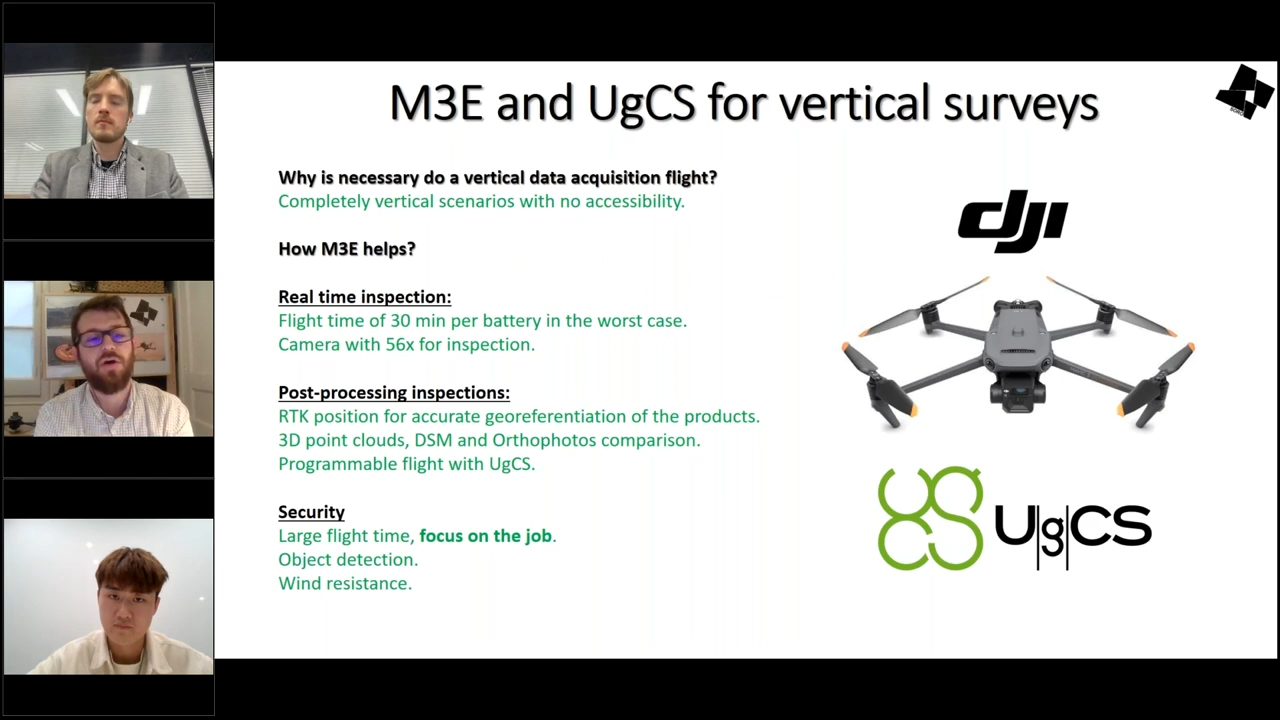 M3E and UgCS for vertical surveys
Why is necessary do a vertical data acquisition flight?
Completely vertical scenarios with no accessibility.
How M3E helps?
Real time inspection:
Flight time of 30 min per battery in the worst case.
Camera with 56x for inspection.
Post-processing inspections:
RTK position for accurate georeferentiation of the products.
3D point clouds, DSM and Orthophotos comparison.
Programmable flight with UgCS.
Security
Large flight time, focus on the job.
Object detection.
Wind resistance.
dji
UgCS
UgCS